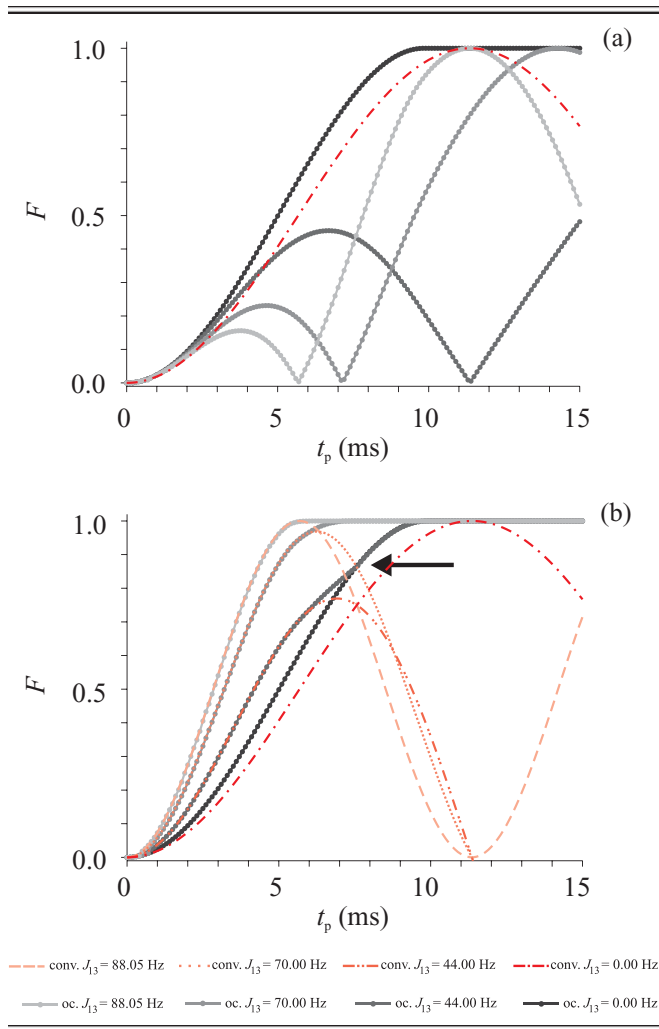 (a)
1.0
F
0.5
0.0
0
5
10
15
tₚ (ms)
(b)
1.0
F
0.5
0.0
0
5
10
15
tₚ (ms)
conv. J₁₃ = 88.05 Hz conv. J₁₃ = 70.00 Hz conv. J₁₃ = 44.00 Hz conv. J₁₃ = 0.00 Hz
oc. J₁₃ = 88.05 Hz oc. J₁₃ = 70.00 Hz oc. J₁₃ = 44.00 Hz oc. J₁₃ = 0.00 Hz